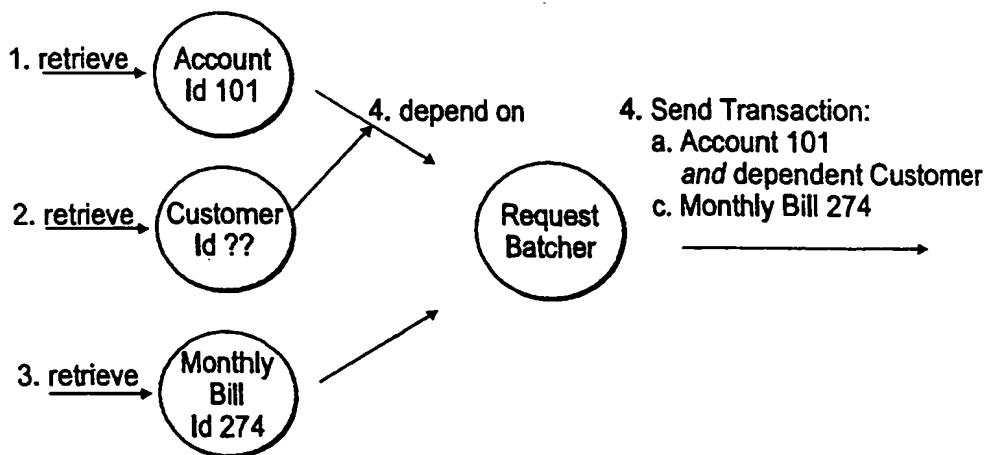 1. retrieve
Account
Id 101
4. depend on
4. Send Transaction:
a. Account 101
and dependent Customer
c. Monthly Bill 274
2. retrieve
Customer
Id ??
Request
Batcher
3. retrieve
Monthly
Bill
Id 274